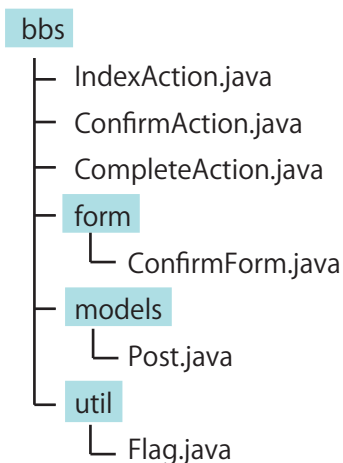 bbs
IndexAction.java
ConfirmAction.java
CompleteAction.java
form
ConfirmForm.java
models
Post.java
util
Flag.java